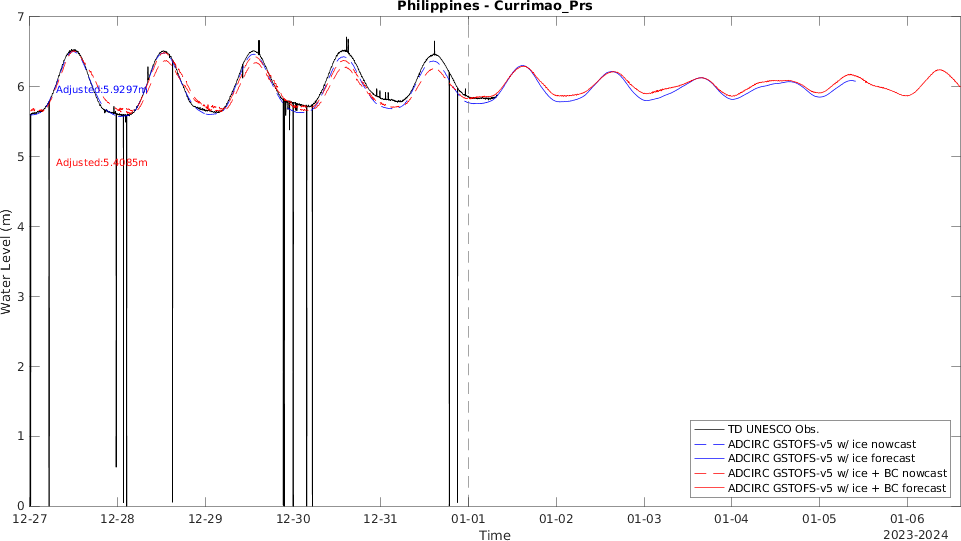 Philippines - Currimao_Prs
7
6
5
4
3
2
1
0
Water Level (m)
Adjusted:5.9297m
Adjusted:5.4085m
TD UNESCO Obs.
ADCIRC GSTOFS-v5 w/ ice nowcast
ADCIRC GSTOFS-v5 w/ ice forecast
ADCIRC GSTOFS-v5 w/ ice + BC nowcast
ADCIRC GSTOFS-v5 w/ ice + BC forecast
12-27 12-28 12-29 12-30 12-31 01-01 01-02 01-03 01-04 01-05 01-06
Time
2023-2024